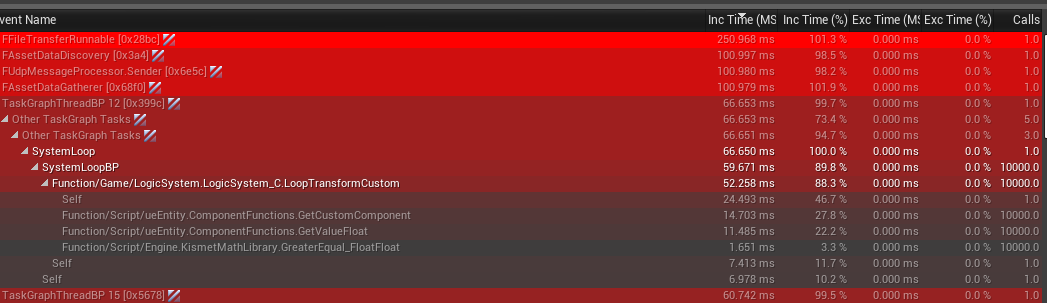 vent Name Inc Time (MS Inc Time (%) Exc Time (MS Exc Time (%) Calls
FFileTransferRunnable [0x28bc] 250.968 ms 101.3 % 0.000 ms 0.0 % 1.0
FAssetDataDiscovery [0x3a4] 100.997 ms 98.5 % 0.000 ms 0.0 % 1.0
FUdpMessageProcessor.Sender [0x6e5c] 100.980 ms 98.2 % 0.000 ms 0.0 % 1.0
FAssetDataGatherer [0x68f0] 100.979 ms 101.9 % 0.000 ms 0.0 % 1.0
TaskGraphThreadBP 12 [0x399c] 66.653 ms 99.7 % 0.000 ms 0.0 % 1.0
Other TaskGraph Tasks 66.653 ms 73.4 % 0.000 ms 0.0 % 5.0
Other TaskGraph Tasks 66.651 ms 94.7 % 0.000 ms 0.0 % 3.0
SystemLoop 66.650 ms 100.0 % 0.000 ms 0.0 % 1.0
SystemLoopBP 59.671 ms 89.8 % 0.000 ms 0.0 % 10000.0
Function/Game/LogicSystem.LogicSystem_C.LoopTransformCustom 52.258 ms 88.3 % 0.000 ms 0.0 % 10000.0
Self 24.493 ms 46.7 % 0.000 ms 0.0 % 1.0
Function/Script/ueEntity.ComponentFunctions.GetCustomComponent 14.703 ms 27.8 % 0.000 ms 0.0 % 10000.0
Function/Script/ueEntity.ComponentFunctions.GetValueFloat 11.485 ms 22.2 % 0.000 ms 0.0 % 10000.0
Function/Script/Engine.KismetMathLibrary.GreaterEqual_FloatFloat 1.651 ms 3.3 % 0.000 ms 0.0 % 10000.0
Self 7.413 ms 11.7 % 0.000 ms 0.0 % 1.0
Self 6.978 ms 10.2 % 0.000 ms 0.0 % 1.0
TaskGraphThreadBP 15 [0x5678] 60.742 ms 99.5 % 0.000 ms 0.0 % 1.0